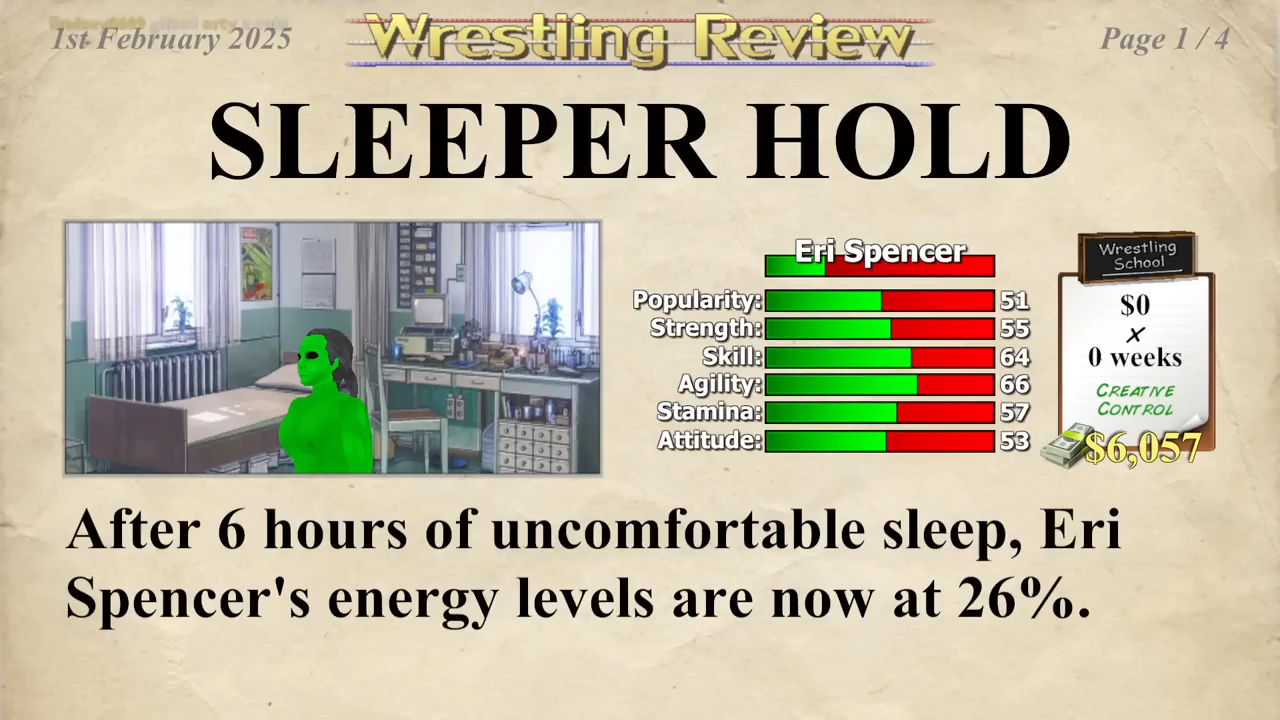 1st February 2025
Wrestling Review
Page 1 / 4
SLEEPER HOLD
Eri Spencer
Popularity: 51
Strength: 55
Skill: 64
Agility: 66
Stamina: 57
Attitude: 53
Wrestling
School
$0
x
0 weeks
CREATIVE
CONTROL
$6,057
After 6 hours of uncomfortable sleep, Eri
Spencer's energy levels are now at 26%.